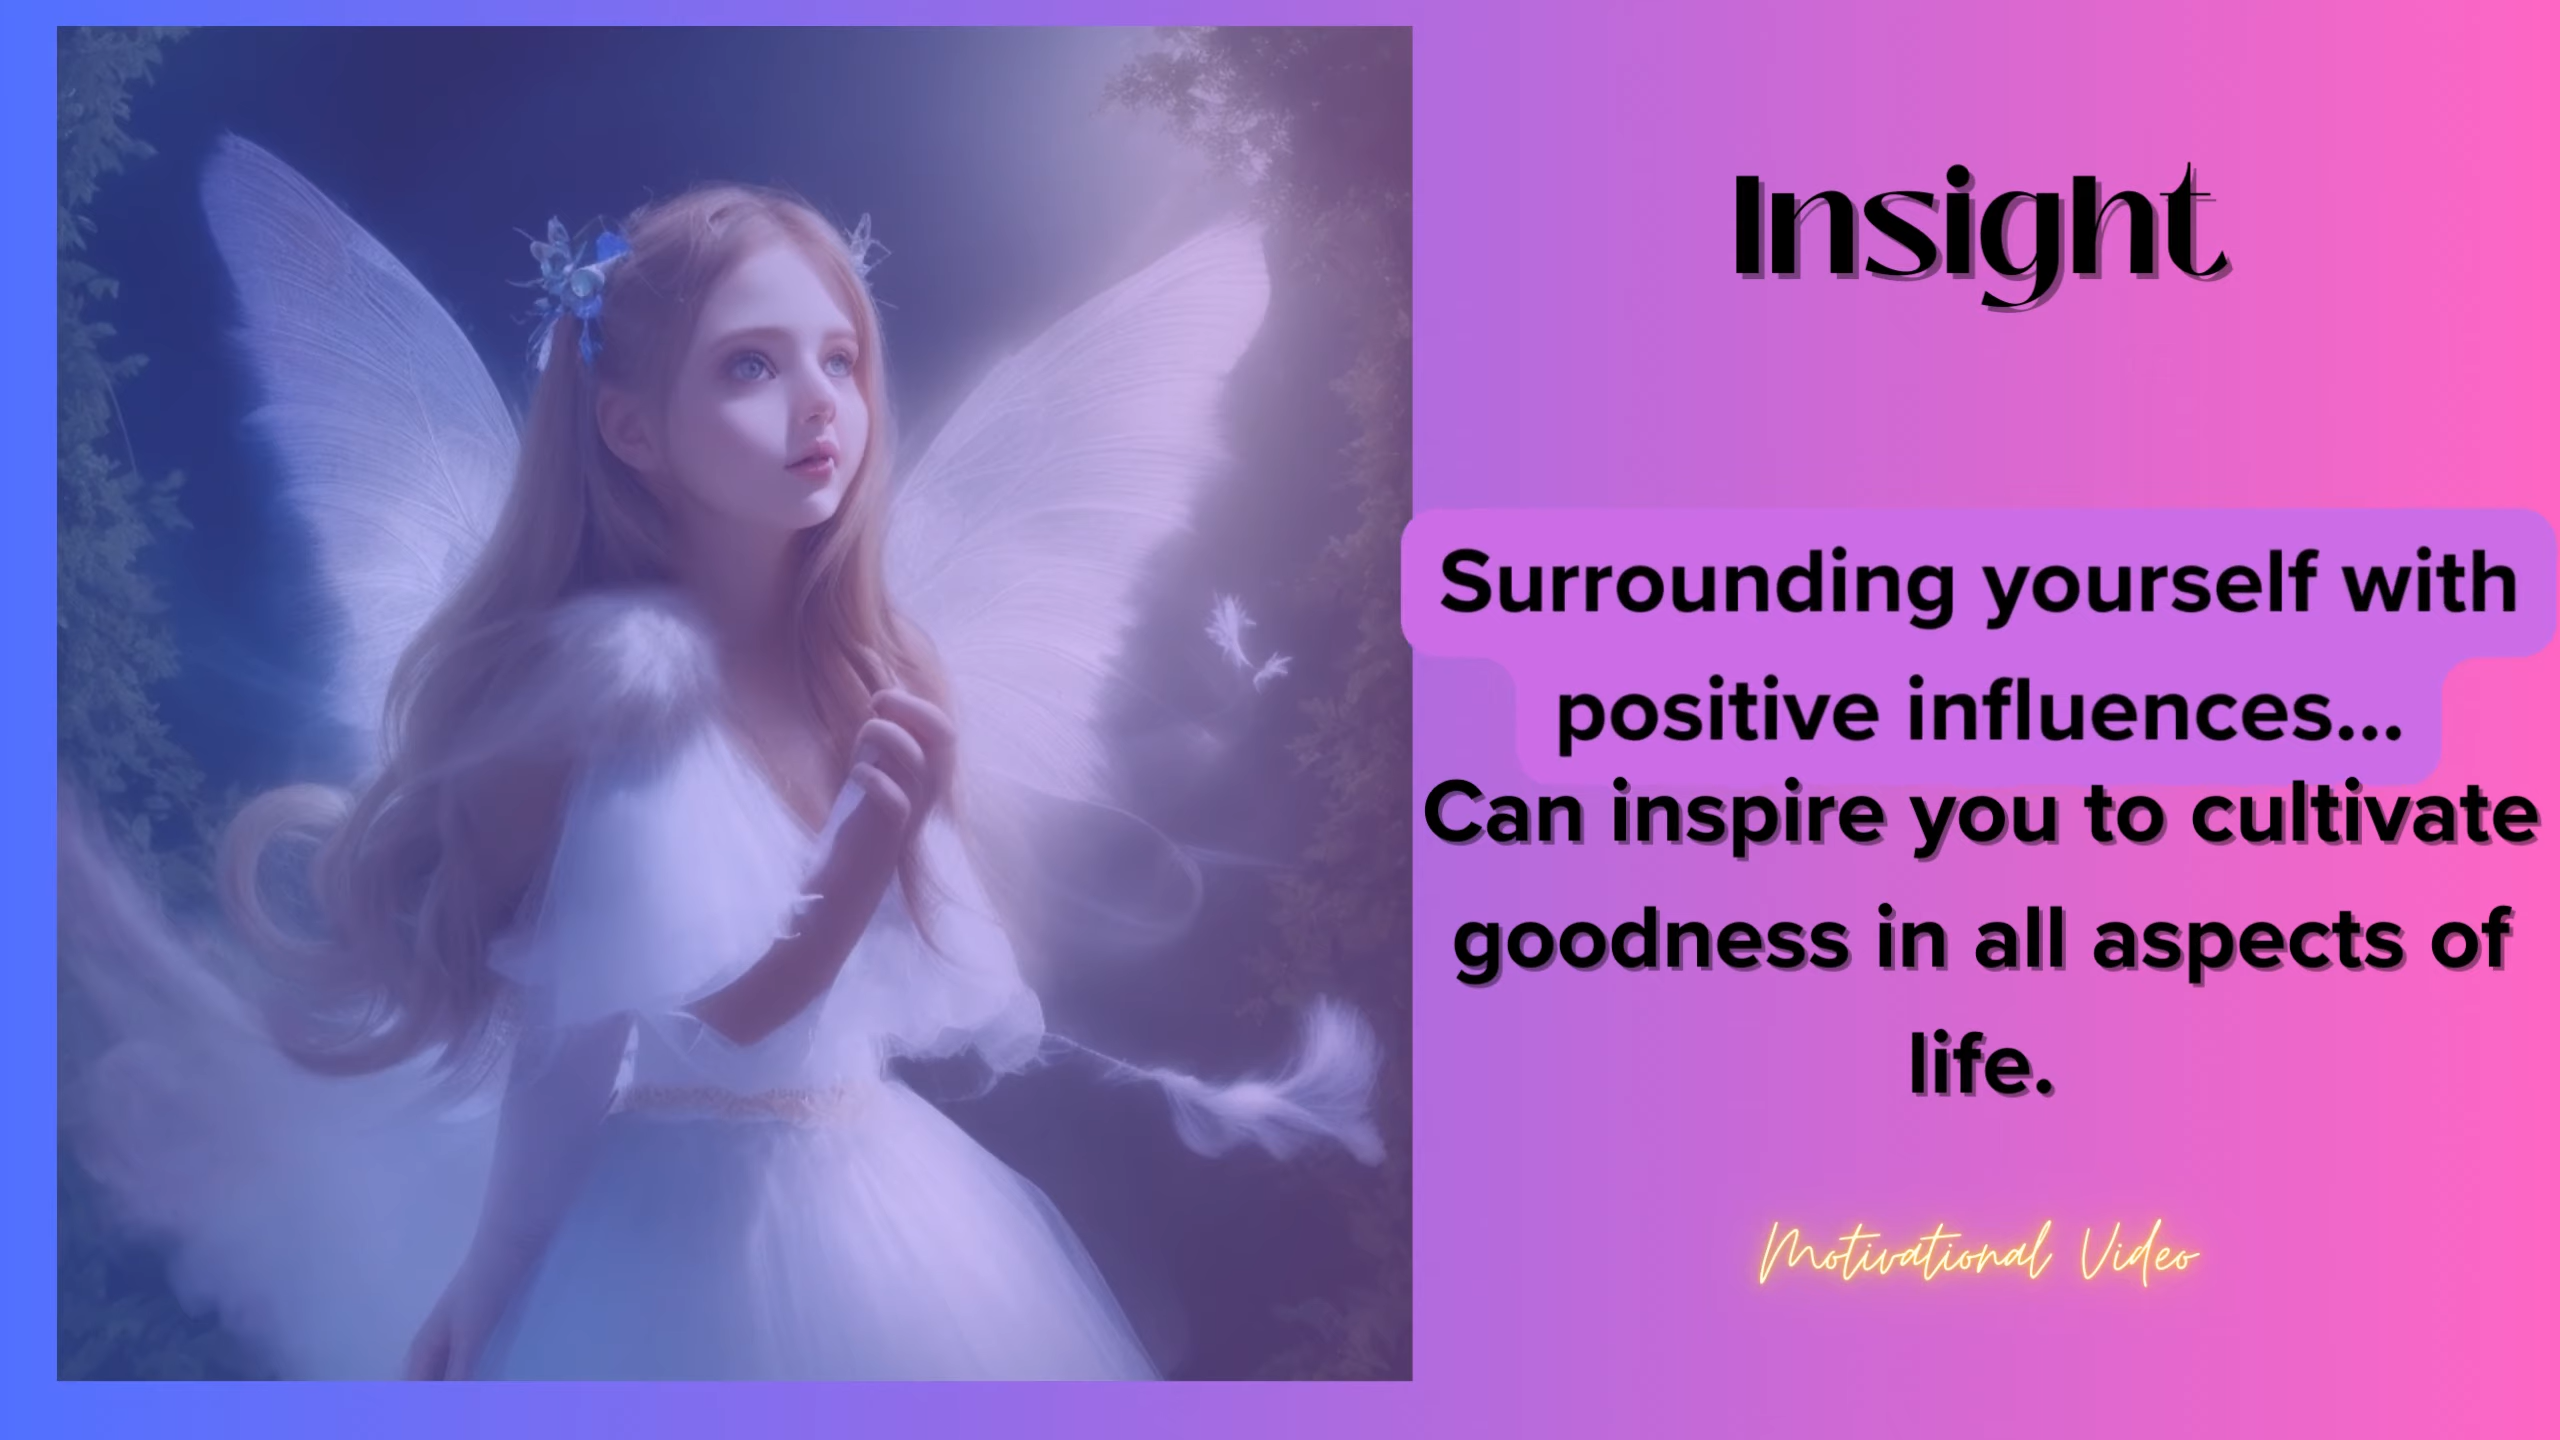 Insight
Surrounding yourself with
positive influences...
Can inspire you to cultivate
goodness in all aspects of
life.
Motivational Video